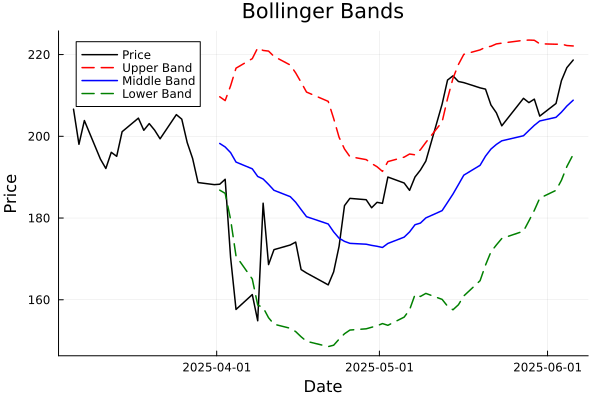 Bollinger Bands
Price
Upper Band
Middle Band
Lower Band
220
200
180
160
Price
2025-04-01
2025-05-01
2025-06-01
Date